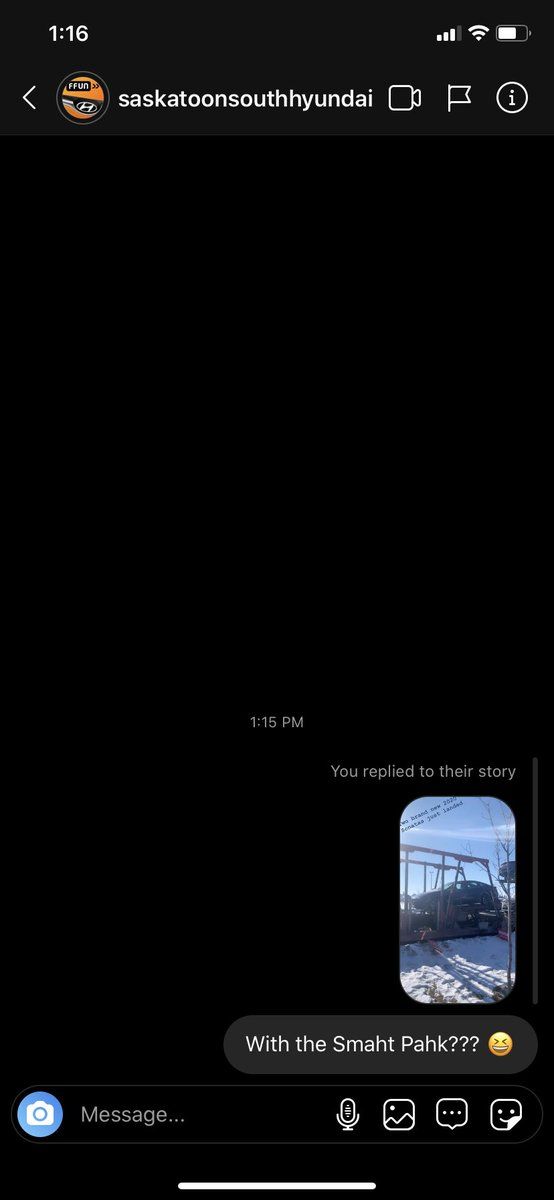 1:16
FFUN
saskatoonsouthhyundai
1:15 PM
You replied to their story
two brand new 2020
Sonatas just landed
With the Smaht Pahk??? 😆
Message...